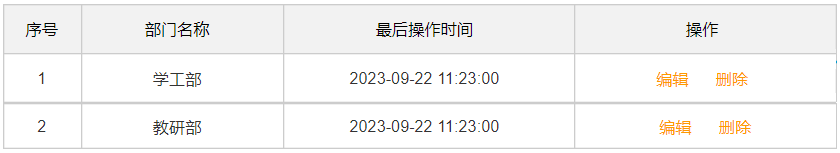 序号 部门名称 最后操作时间 操作
1 学工部 2023-09-22 11:23:00 编辑 删除
2 教研部 2023-09-22 11:23:00 编辑 删除